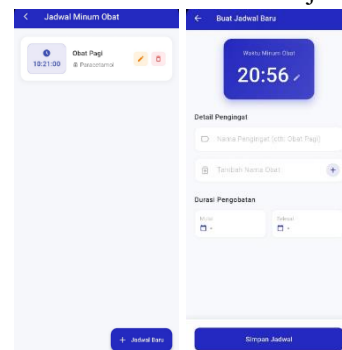 Jadwal Minum Obat
10:21:00
Obat Pagi
Paracetamol
+ Jadwal Baru
Buat Jadwal Baru
Waktu Minum Obat
20:56
Detail Pengingat
Nama Pengingat (cth: Obat Pagi)
Tambah Nama Obat
+
Durasi Pengobatan
Mulai
-
Selesai
-
Simpan Jadwal